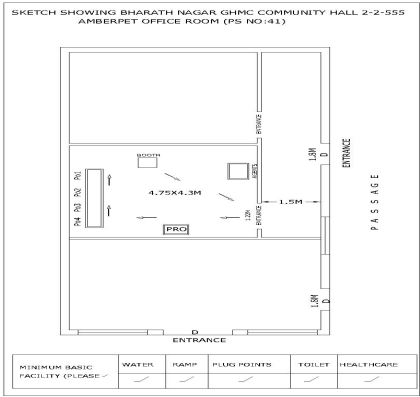 SKETCH SHOWING BHARATH NAGAR GHMC COMMUNITY HALL 2-2-555
AMBERPET OFFICE ROOM (PS NO:41)
ENTRANCE
1.8M
D
ENTRANCE
BOOTH
AGENTS
Po1
Po2
Po3
Po4
4.75X4.3M
1.5M
PASSAGE
1.22M
ENTRANCE
PRO
1.8M
D
D
ENTRANCE
MINIMUM BASIC
FACILITY (PLEASE ✓
WATER
RAMP
PLUG POINTS
TOILET
HEALTHCARE